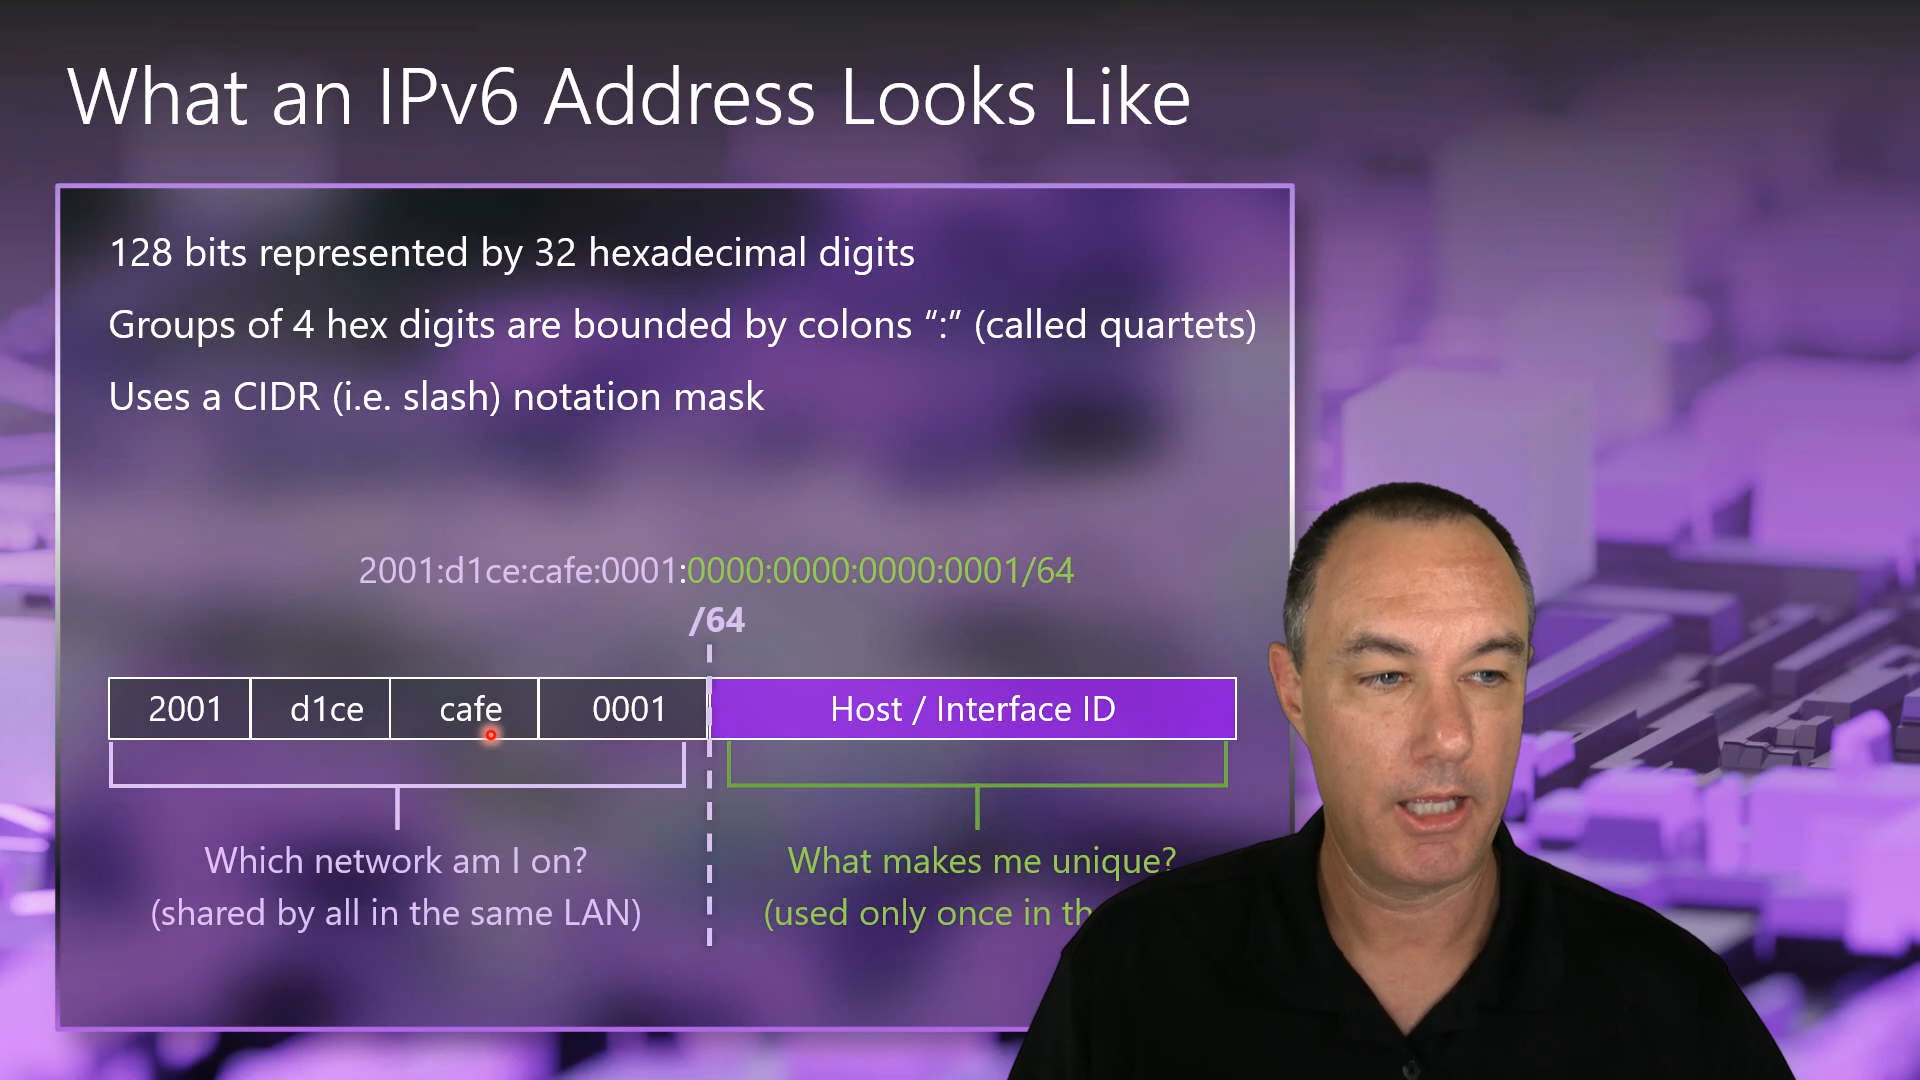 What an IPv6 Address Looks Like
128 bits represented by 32 hexadecimal digits
Groups of 4 hex digits are bounded by colons “:” (called quartets)
Uses a CIDR (i.e. slash) notation mask
2001:d1ce:cafe:0001:0000:0000:0000:0001/64
/64
2001 d1ce cafe 0001 Host / Interface ID
Which network am I on?
(shared by all in the same LAN)
What makes me unique?
(used only once in